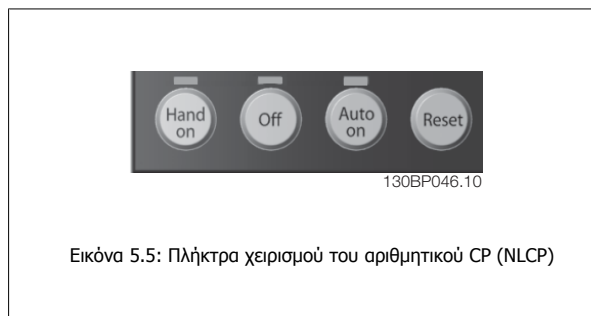 Hand
on
Off
Auto
on
Reset
130BP046.10
Εικόνα 5.5: Πλήκτρα χειρισμού του αριθμητικού CP (NLCP)